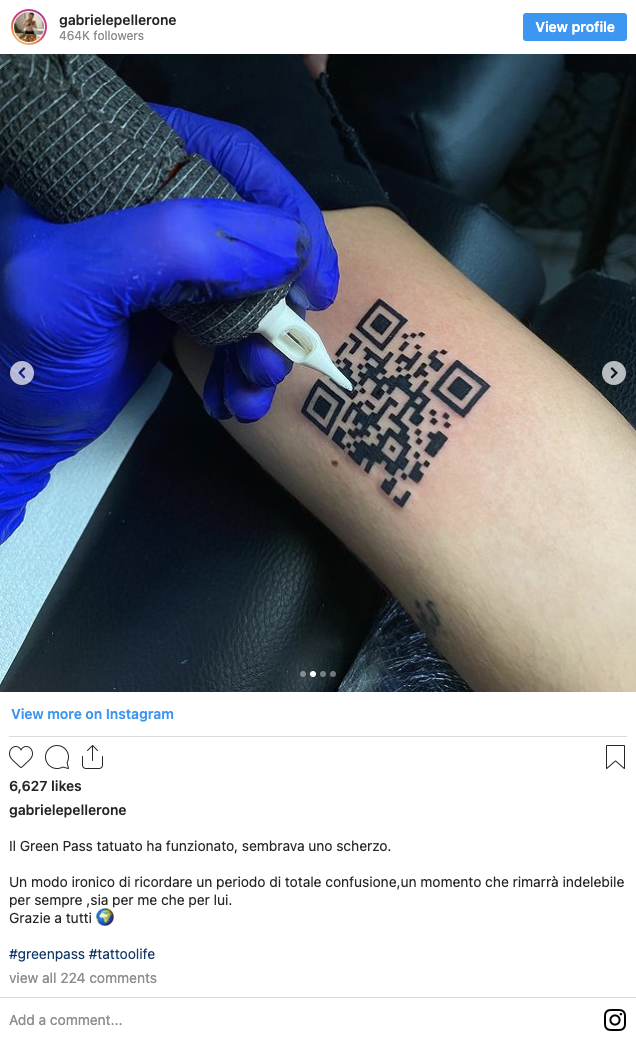 gabrielepellerone
464K followers
View profile
View more on Instagram
6,627 likes
gabrielepellerone
Il Green Pass tatuato ha funzionato, sembrava uno scherzo.
Un modo ironico di ricordare un periodo di totale confusione,un momento che rimarrà indelebile
per sempre ,sia per me che per lui.
Grazie a tutti 🌍
#greenpass #tattoolife
view all 224 comments
Add a comment...